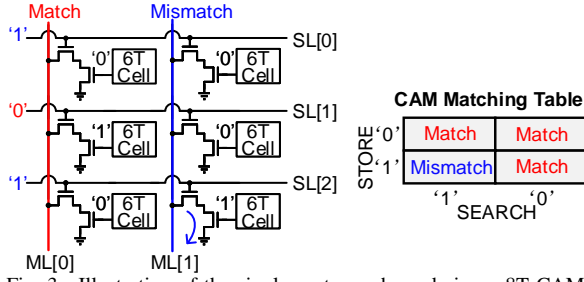 Match Mismatch
'1' SL[0]
'0' 6T Cell '0' 6T Cell
'0' SL[1]
'1' 6T Cell '0' 6T Cell
'1' SL[2]
'0' 6T Cell '1' 6T Cell
ML[0] ML[1]
CAM Matching Table
STORE
'0' Match Match
'1' Mismatch Match
'1' '0'
SEARCH